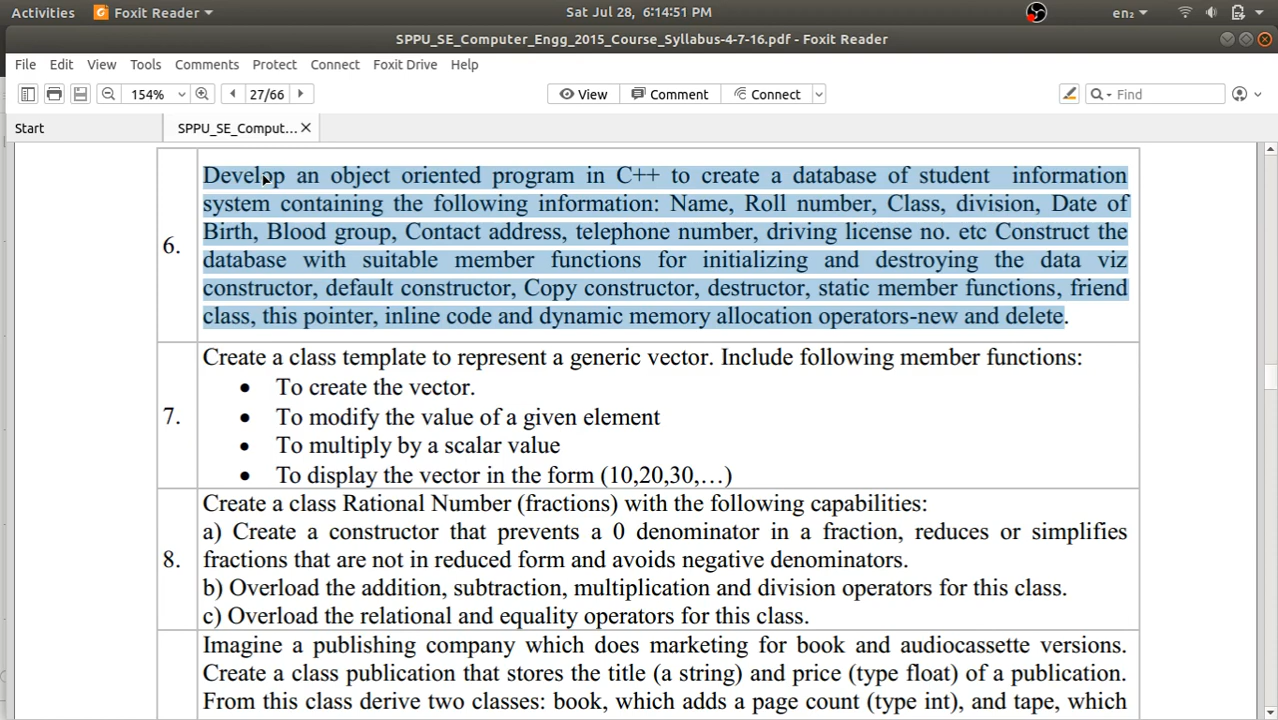 Activities Foxit Reader Sat Jul 28, 6:14:51 PM en₂
SPPU_SE_Computer_Engg_2015_Course_Syllabus-4-7-16.pdf - Foxit Reader
File Edit View Tools Comments Protect Connect Foxit Drive Help
154% 27/66 View Comment Connect Find
Start SPPU_SE_Comput...
Develop an object oriented program in C++ to create a database of student information
system containing the following information: Name, Roll number, Class, division, Date of
Birth, Blood group, Contact address, telephone number, driving license no. etc Construct the
6.
database with suitable member functions for initializing and destroying the data viz
constructor, default constructor, Copy constructor, destructor, static member functions, friend
class, this pointer, inline code and dynamic memory allocation operators-new and delete.
Create a class template to represent a generic vector. Include following member functions:
• To create the vector.
7. • To modify the value of a given element
• To multiply by a scalar value
• To display the vector in the form (10,20,30,…)
Create a class Rational Number (fractions) with the following capabilities:
a) Create a constructor that prevents a 0 denominator in a fraction, reduces or simplifies
8. fractions that are not in reduced form and avoids negative denominators.
b) Overload the addition, subtraction, multiplication and division operators for this class.
c) Overload the relational and equality operators for this class.
Imagine a publishing company which does marketing for book and audiocassette versions.
Create a class publication that stores the title (a string) and price (type float) of a publication.
From this class derive two classes: book, which adds a page count (type int), and tape, which